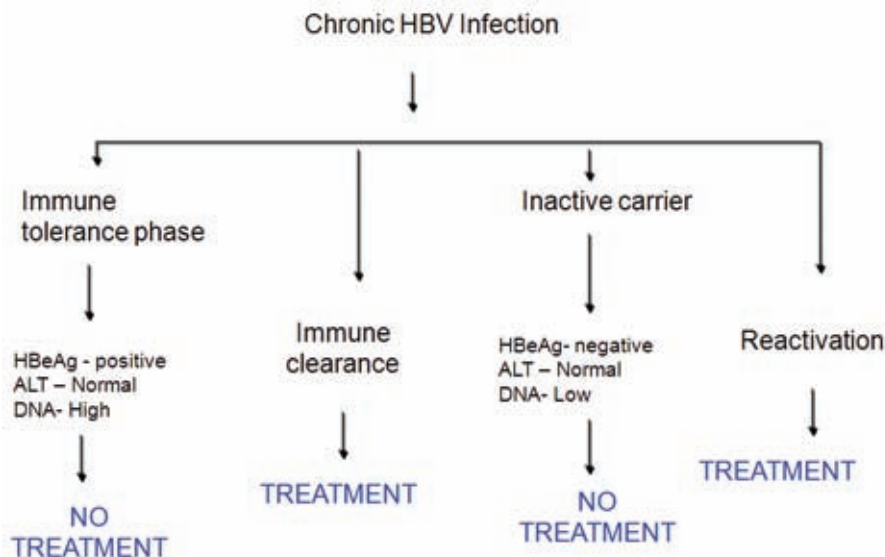 Chronic HBV Infection
Immune
tolerance phase
HBeAg - positive
ALT – Normal
DNA- High
NO
TREATMENT
Immune
clearance
TREATMENT
Inactive carrier
HBeAg- negative
ALT – Normal
DNA- Low
NO
TREATMENT
Reactivation
TREATMENT